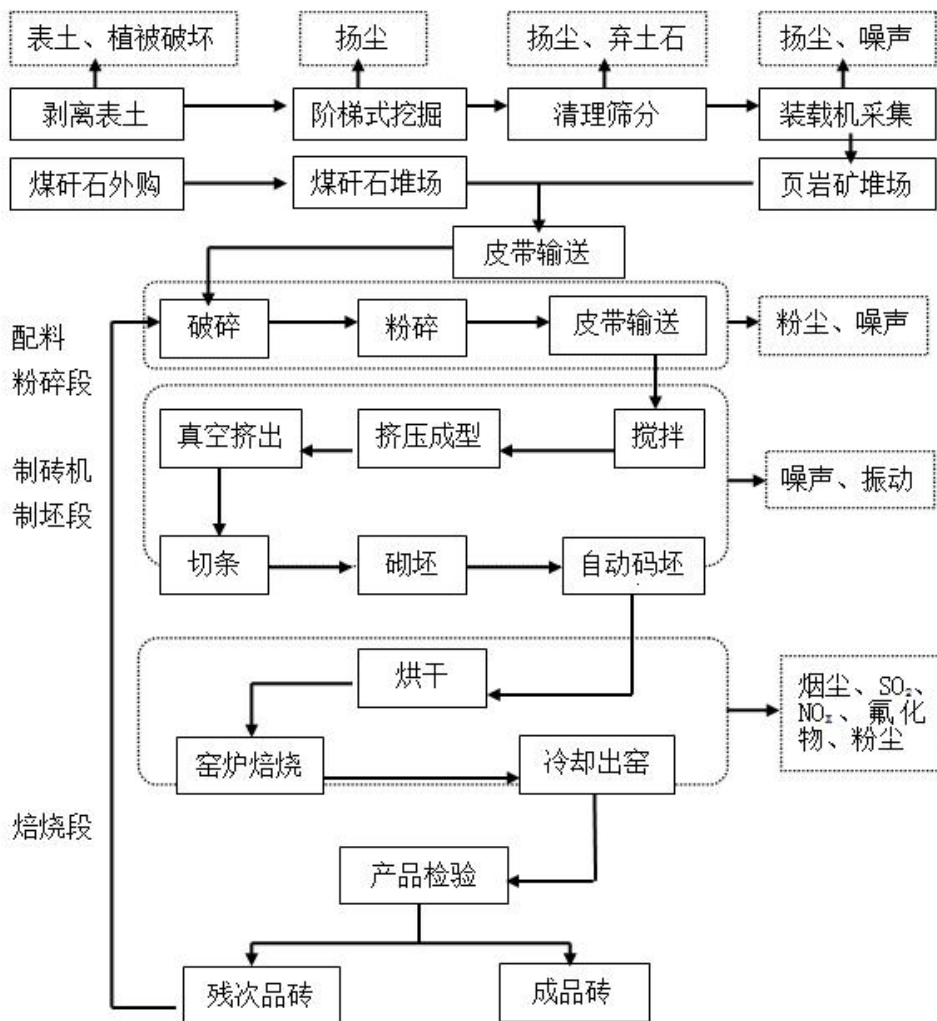 表土、植被破坏
扬尘
扬尘、弃土石
扬尘、噪声
剥离表土
阶梯式挖掘
清理筛分
装载机采集
煤矸石外购
煤矸石堆场
页岩矿堆场
皮带输送
配料
粉碎段
破碎
粉碎
皮带输送
粉尘、噪声
制砖机
制坯段
真空挤出
挤压成型
搅拌
噪声、振动
切条
砌坯
自动码坯
烘干
烟尘、SO₂、
NOₓ、氟化
物、粉尘
窑炉焙烧
冷却出窑
焙烧段
产品检验
残次品砖
成品砖